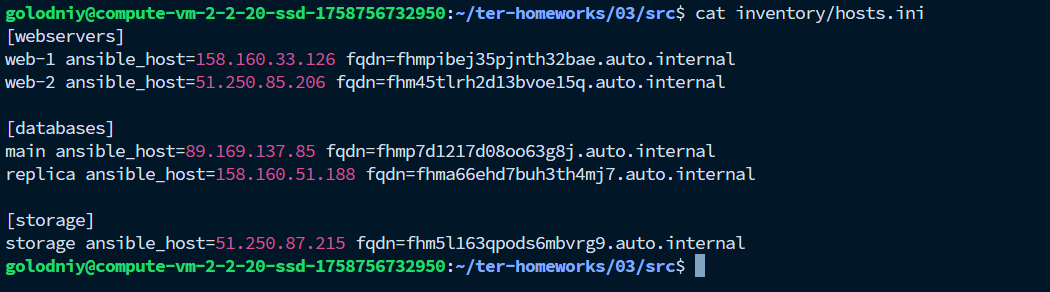 golodniy@compute-vm-2-2-20-ssd-1758756732950:~/ter-homeworks/03/src$ cat inventory/hosts.ini
[webservers]
web-1 ansible_host=158.160.33.126 fqdn=fhmpibej35pjnth32bae.auto.internal
web-2 ansible_host=51.250.85.206 fqdn=fhm45tlrh2d13bvoe15q.auto.internal
[databases]
main ansible_host=89.169.137.85 fqdn=fhmp7d1217d08oo63g8j.auto.internal
replica ansible_host=158.160.51.188 fqdn=fhma66ehd7buh3th4mj7.auto.internal
[storage]
storage ansible_host=51.250.87.215 fqdn=fhm5l163qpods6mbvrg9.auto.internal
golodniy@compute-vm-2-2-20-ssd-1758756732950:~/ter-homeworks/03/src$